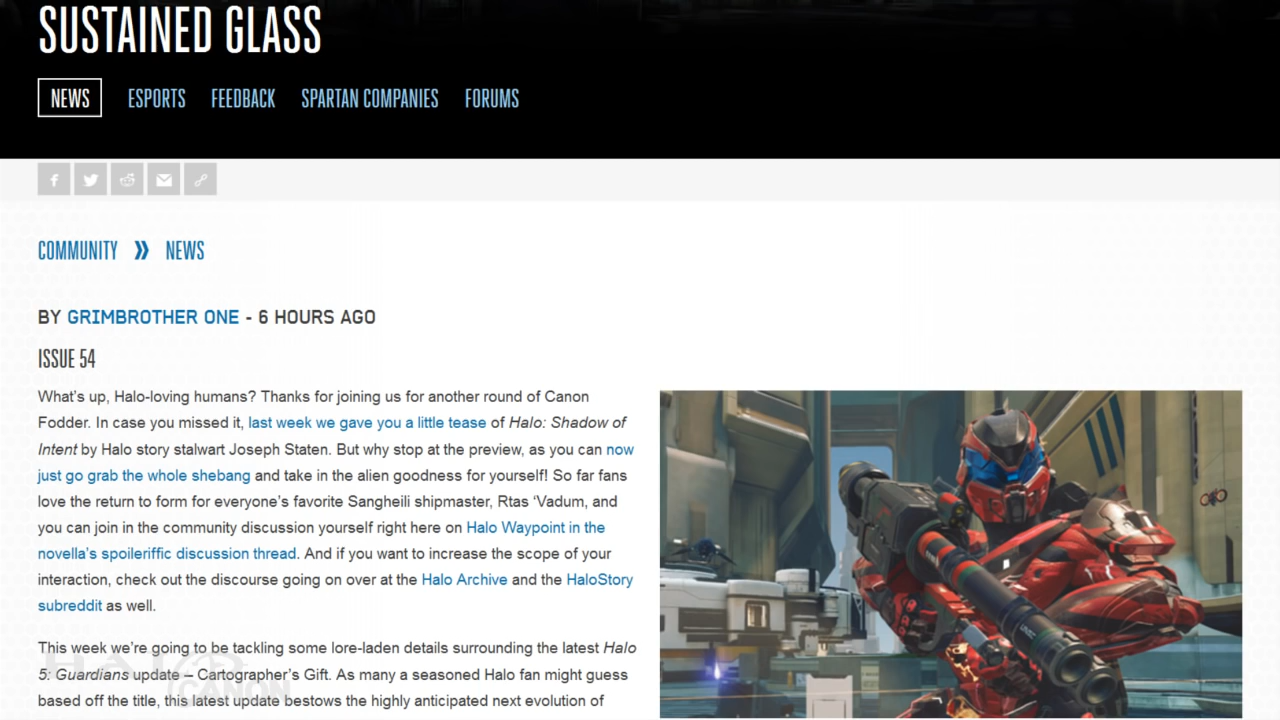 SUSTAINED GLASS
NEWS ESPORTS FEEDBACK SPARTAN COMPANIES FORUMS
COMMUNITY » NEWS
BY GRIMBROTHER ONE - 6 HOURS AGO
ISSUE 54
What's up, Halo-loving humans? Thanks for joining us for another round of Canon
Fodder. In case you missed it, last week we gave you a little tease of Halo: Shadow of
Intent by Halo story stalwart Joseph Staten. But why stop at the preview, as you can now
just go grab the whole shebang and take in the alien goodness for yourself! So far fans
love the return to form for everyone's favorite Sangheili shipmaster, Rtas ‘Vadum, and
you can join in the community discussion yourself right here on Halo Waypoint in the
novella's spoileriffic discussion thread. And if you want to increase the scope of your
interaction, check out the discourse going on over at the Halo Archive and the HaloStory
subreddit as well.
This week we're going to be tackling some lore-laden details surrounding the latest Halo
5: Guardians update – Cartographer's Gift. As many a seasoned Halo fan might guess
based off the title, this latest update bestows the highly anticipated next evolution of
HALO
CANON